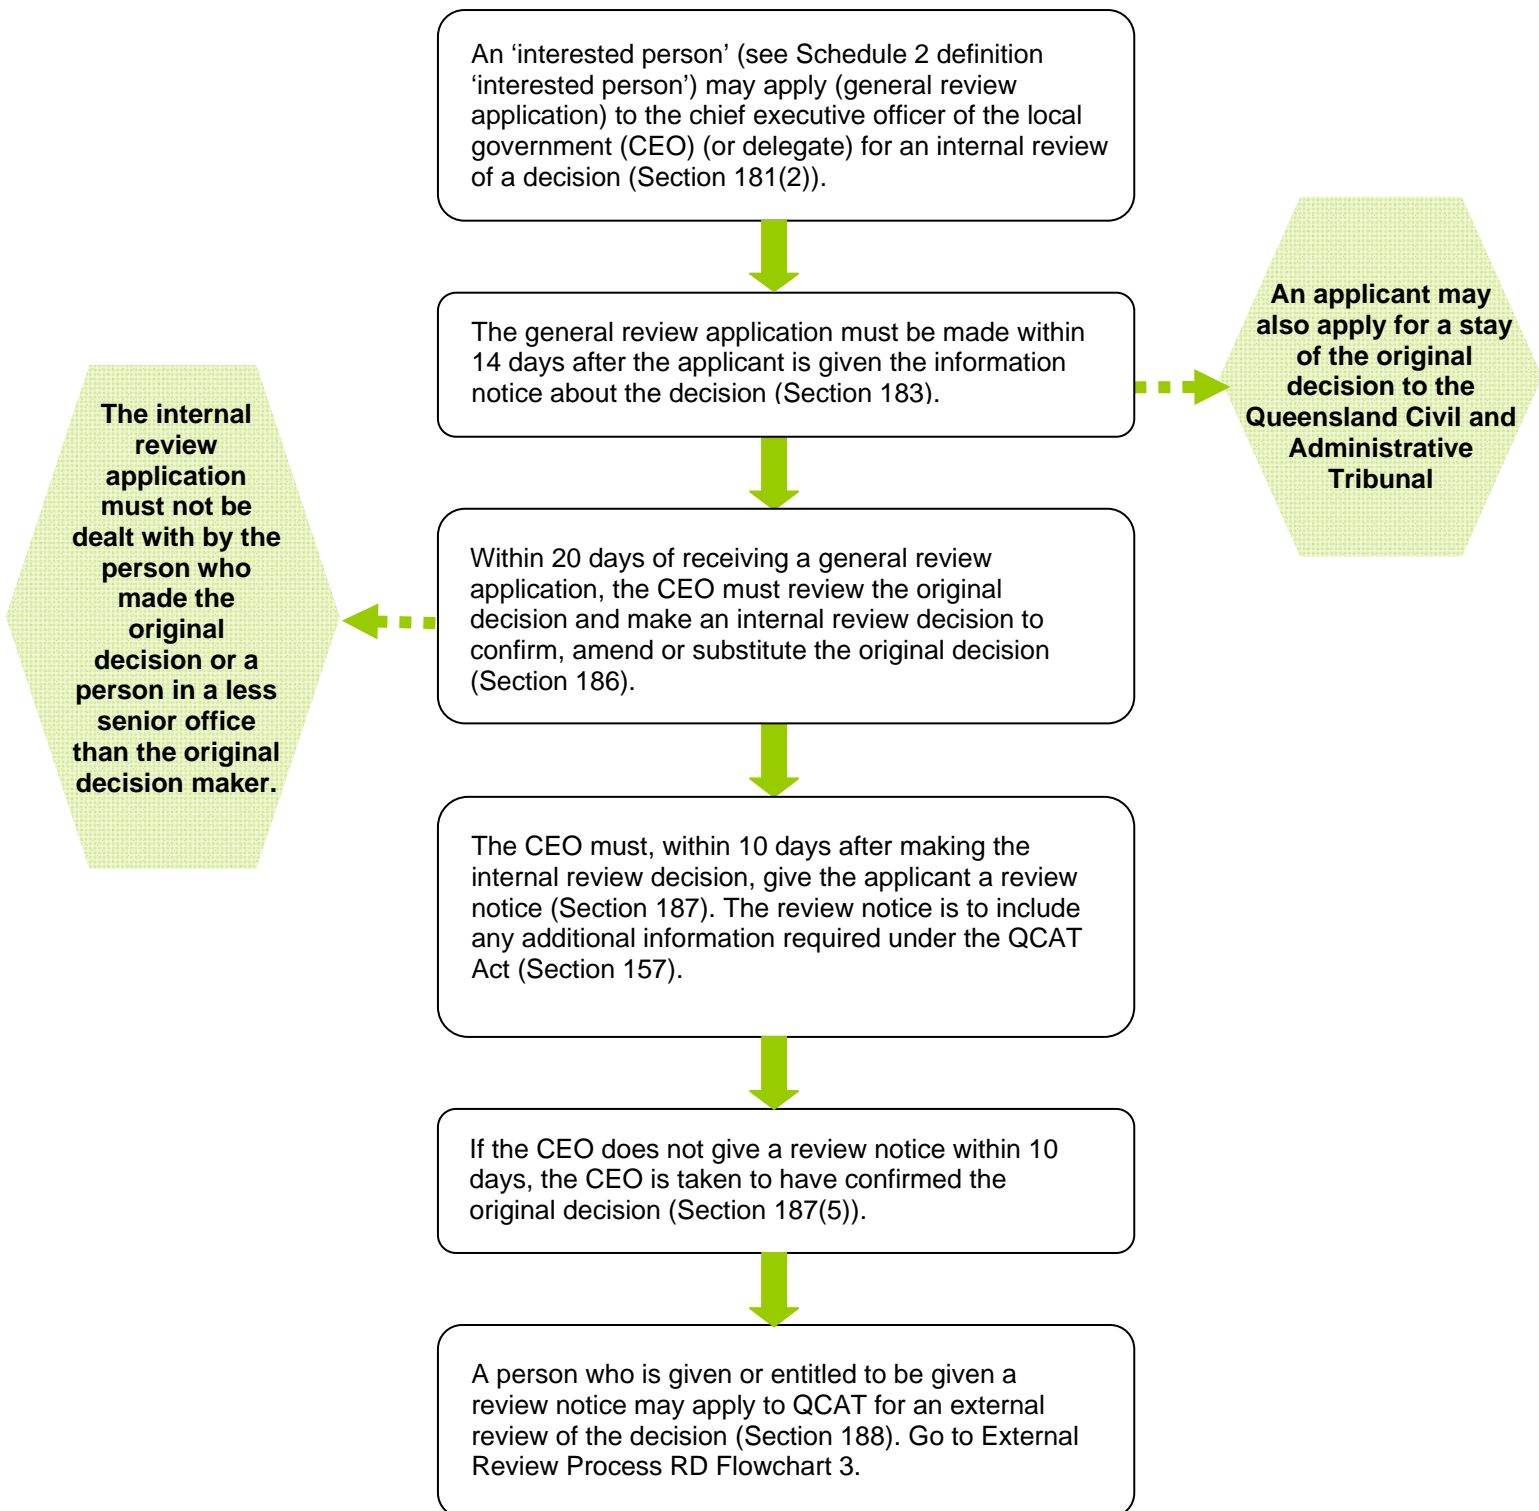 An ‘interested person’ (see Schedule 2 definition
‘interested person’) may apply (general review
application) to the chief executive officer of the local
government (CEO) (or delegate) for an internal review
of a decision (Section 181(2)).
The general review application must be made within
14 days after the applicant is given the information
notice about the decision (Section 183).
An applicant may
also apply for a stay
of the original
decision to the
Queensland Civil and
Administrative
Tribunal
The internal
review
application
must not be
dealt with by the
person who
made the
original
decision or a
person in a less
senior office
than the original
decision maker.
Within 20 days of receiving a general review
application, the CEO must review the original
decision and make an internal review decision to
confirm, amend or substitute the original decision
(Section 186).
The CEO must, within 10 days after making the
internal review decision, give the applicant a review
notice (Section 187). The review notice is to include
any additional information required under the QCAT
Act (Section 157).
If the CEO does not give a review notice within 10
days, the CEO is taken to have confirmed the
original decision (Section 187(5)).
A person who is given or entitled to be given a
review notice may apply to QCAT for an external
review of the decision (Section 188). Go to External
Review Process RD Flowchart 3.